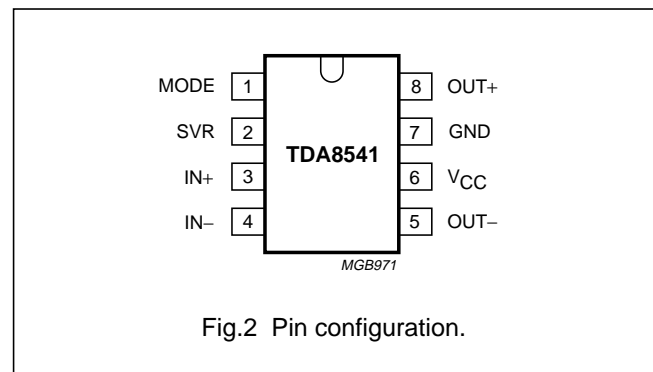 MODE 1 8 OUT+
SVR 2 7 GND
TDA8541
IN+ 3 6 VCC
IN− 4 5 OUT−
MGB971
Fig.2 Pin configuration.